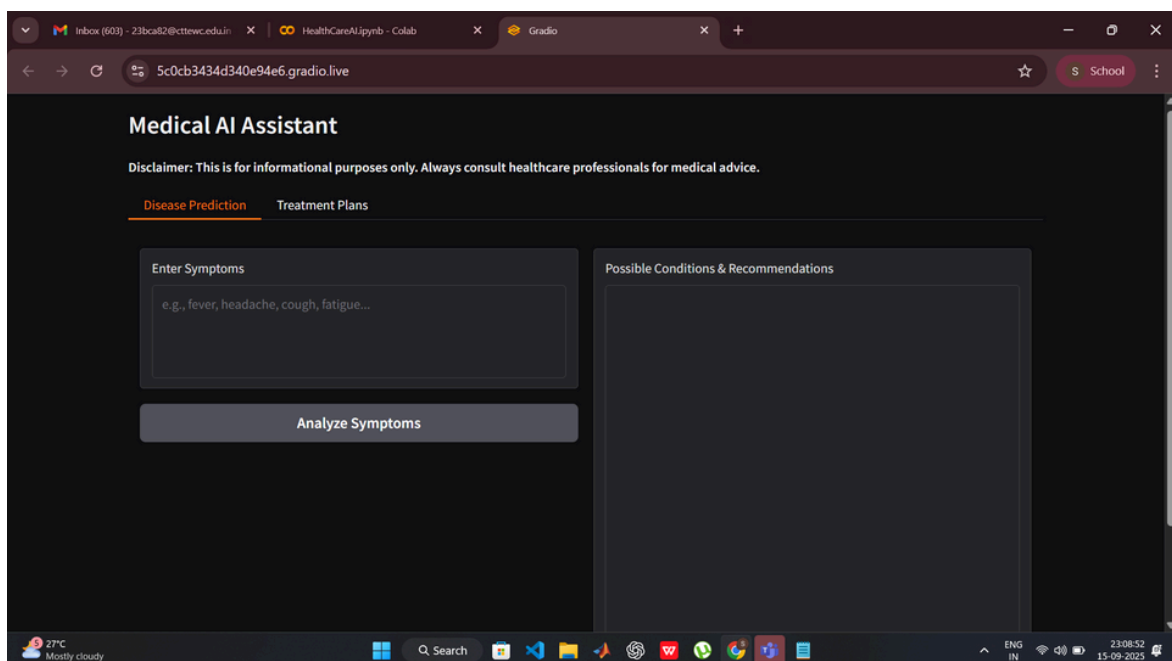 Inbox (603) - 23bca82@cttewc.edu.in
HealthCareAI.ipynb - Colab
Gradio
5c0cb3434d340e94e6.gradio.live
S School
Medical AI Assistant
Disclaimer: This is for informational purposes only. Always consult healthcare professionals for medical advice.
Disease Prediction Treatment Plans
Enter Symptoms
e.g., fever, headache, cough, fatigue...
Analyze Symptoms
Possible Conditions & Recommendations
5
27°C
Mostly cloudy
Search
ENG
IN
23:08:52
15-09-2025